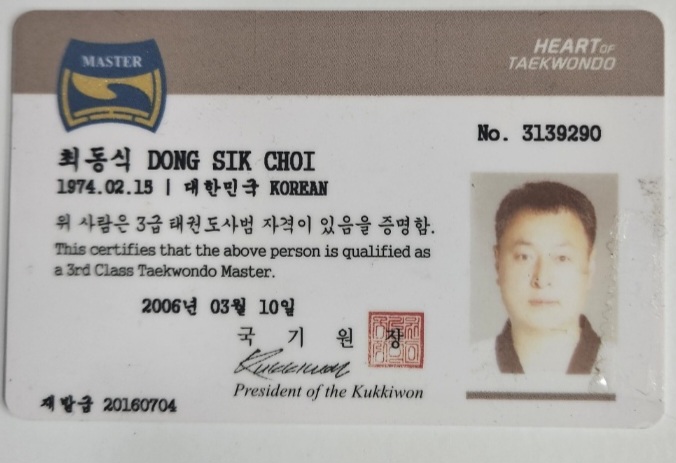 MASTER
HEART OF
TAEKWONDO
No. 3139290
최동식 DONG SIK CHOI
1974.02.15 | 대한민국 KOREAN
위 사람은 3급 태권도사범 자격이 있음을 증명함.
This certifies that the above person is qualified as
a 3rd Class Taekwondo Master.
2006년 03월 10일
국 기 원 장
Kukkiwon
President of the Kukkiwon
재발급 20160704